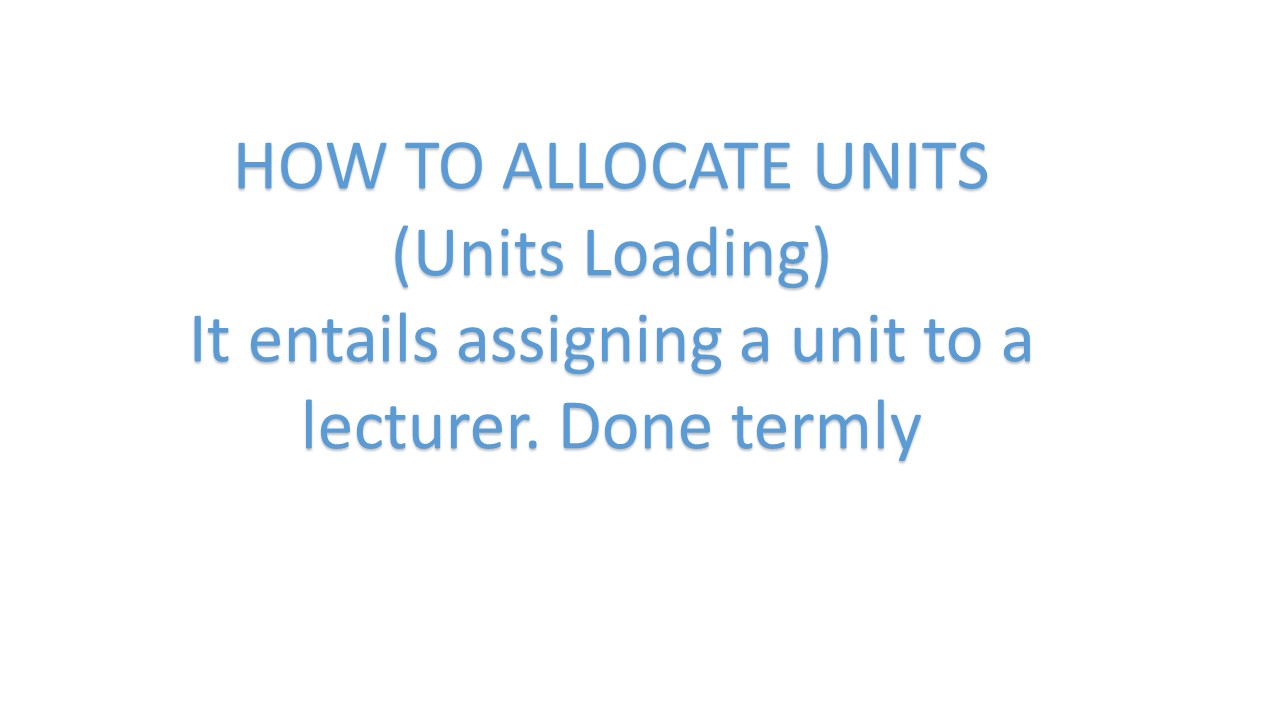 HOW TO ALLOCATE UNITS
(Units Loading)
It entails assigning a unit to a
lecturer. Done termly